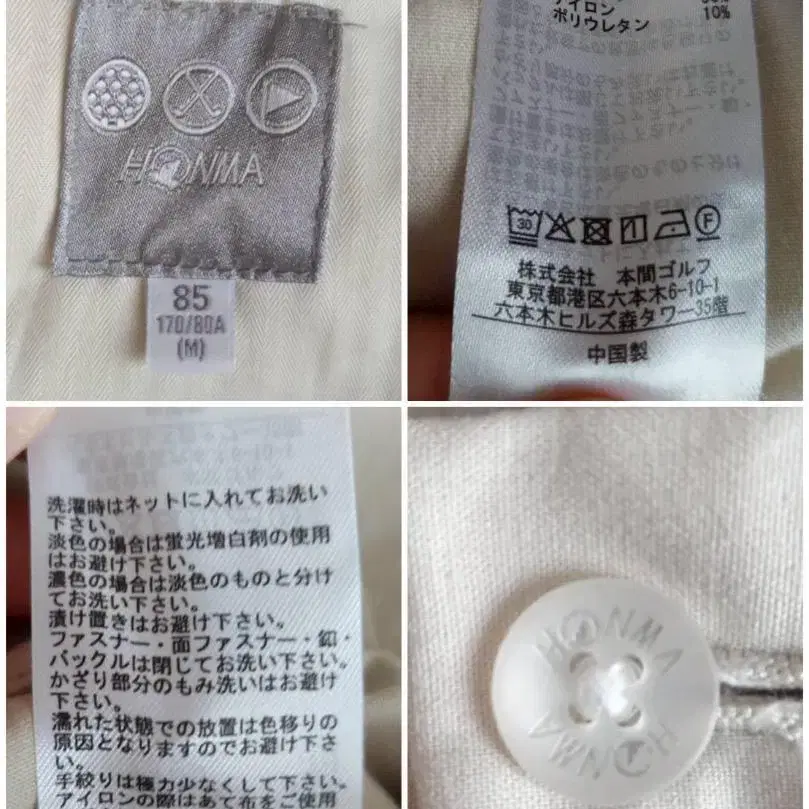 HONMA
85
170/80A
(M)
ナイロン
ポリウレタン 10%
30
F
株式会社 本間ゴルフ
東京都港区六本木6-10-1
六本木ヒルズ森タワー35階
中国製
洗濯時はネットに入れてお洗い
下さい。
淡色の場合は蛍光増白剤の使用
はお避け下さい。
濃色の場合は淡色のものと分け
てお洗い下さい。
漬け置きはお避け下さい。
ファスナー・面ファスナー・釦・
バックルは閉じてお洗い下さい。
かざり部分のもみ洗いはお避け
下さい。
濡れた状態での放置は色移りの
原因となりますのでお避け下さ
い。
手絞りは極力少なくして下さい。
アイロンの際はあて布をご使用
HONMA
HONMA